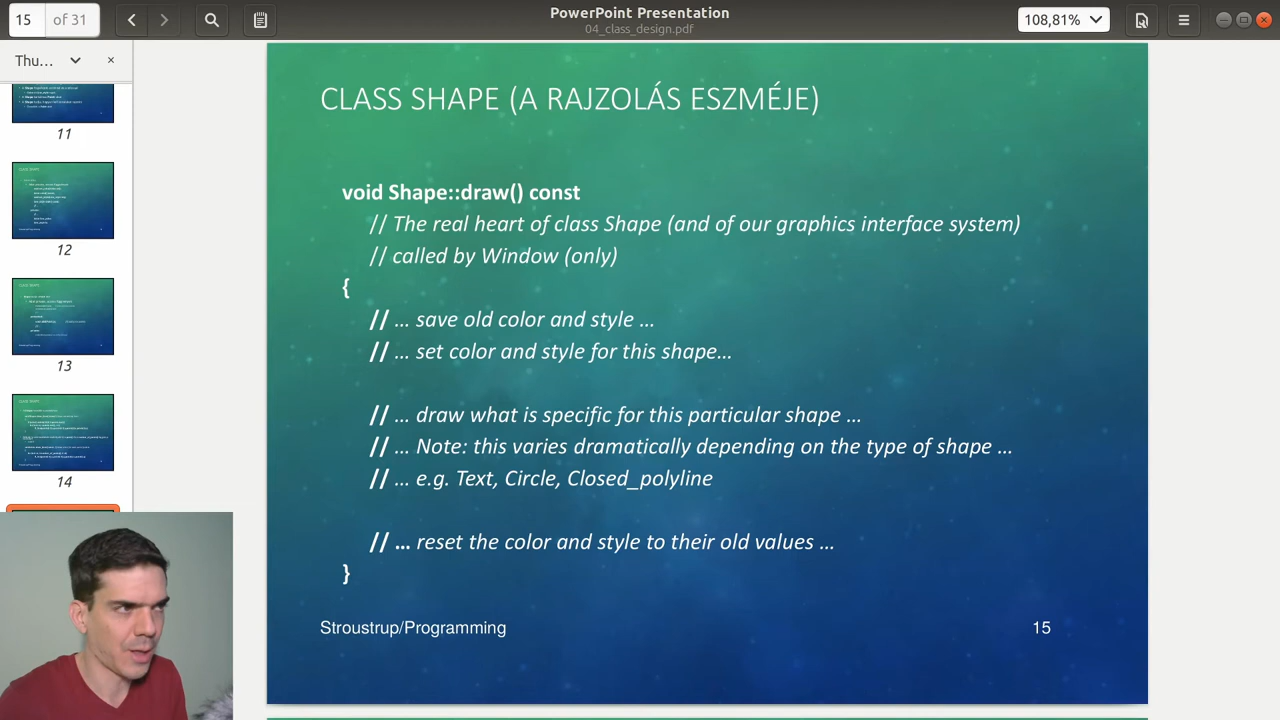 15 of 31
PowerPoint Presentation
04_class_design.pdf
108,81%
Thu...
11
12
13
14
CLASS SHAPE (A RAJZOLÁS ESZMÉJE)
void Shape::draw() const
// The real heart of class Shape (and of our graphics interface system)
// called by Window (only)
{
// ... save old color and style ...
// ... set color and style for this shape...
// ... draw what is specific for this particular shape ...
// ... Note: this varies dramatically depending on the type of shape ...
// ... e.g. Text, Circle, Closed_polyline
// ... reset the color and style to their old values ...
}
Stroustrup/Programming
15